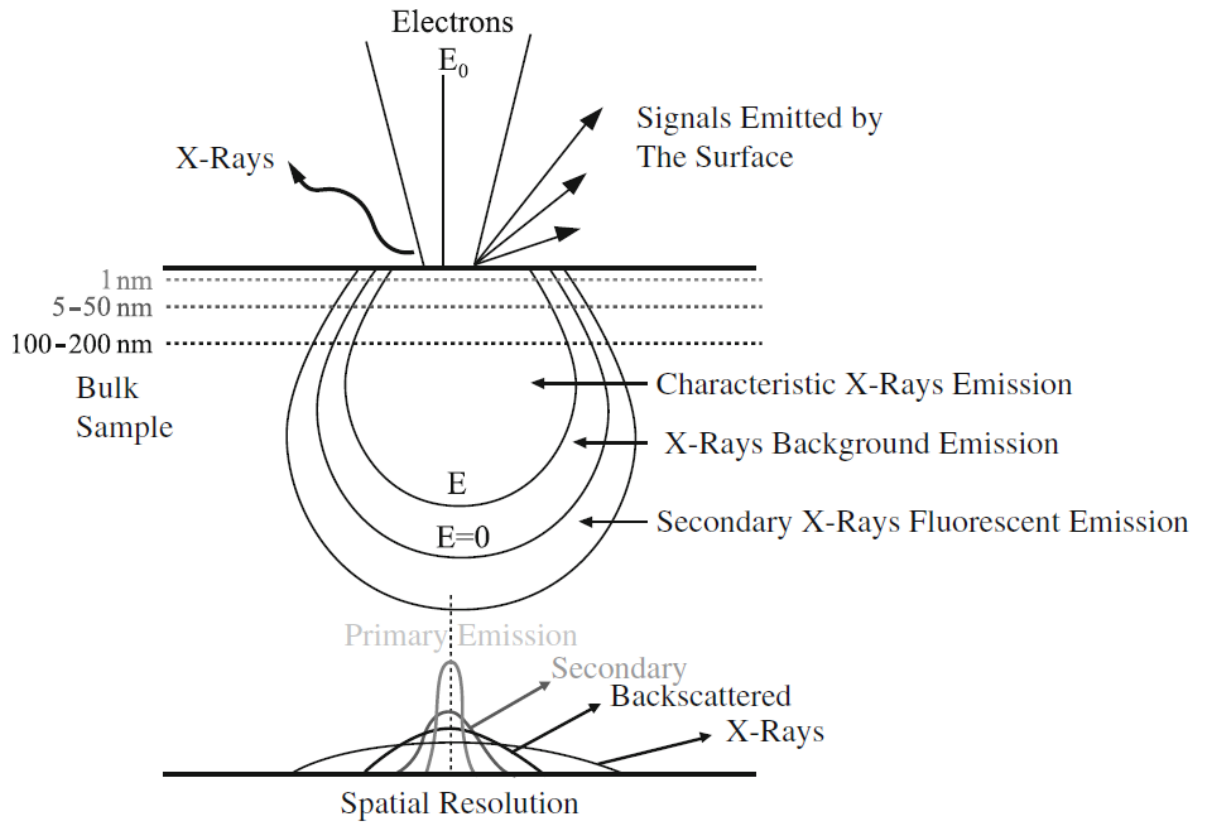 Electrons
E₀
Signals Emitted by
The Surface
X-Rays
1 nm
5–50 nm
100–200 nm
Bulk
Sample
Characteristic X-Rays Emission
X-Rays Background Emission
E
Secondary X-Rays Fluorescent Emission
E=0
Primary Emission
Secondary
Backscattered
X-Rays
Spatial Resolution